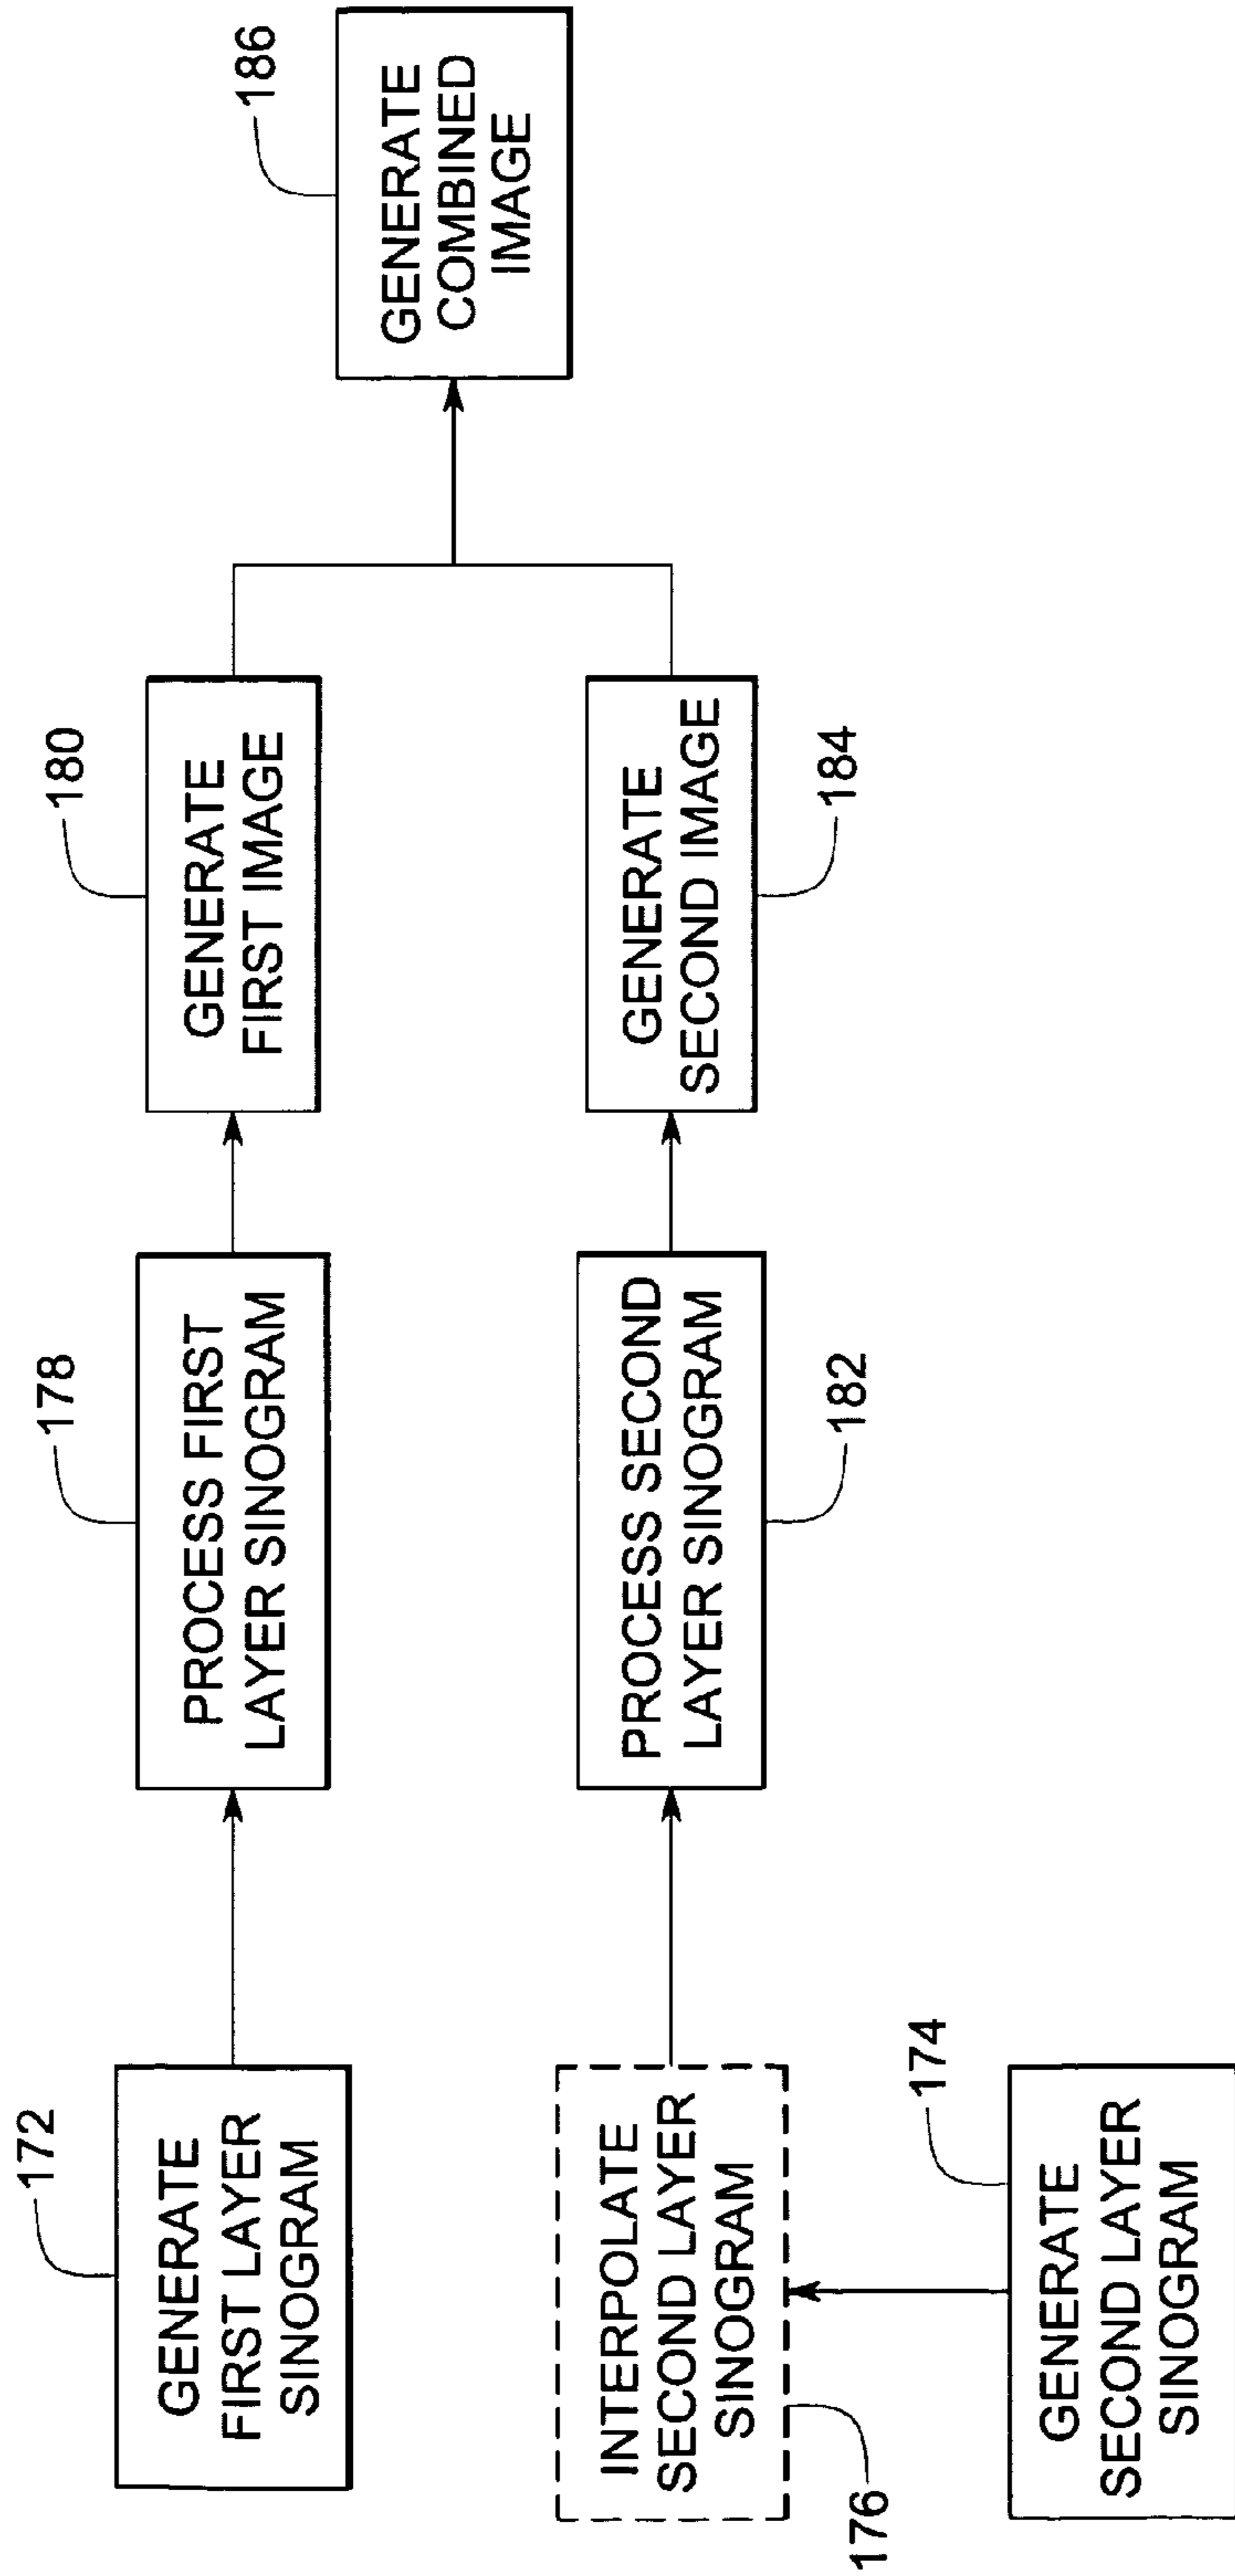 172
GENERATE
FIRST LAYER
SINOGRAM
178
PROCESS FIRST
LAYER SINOGRAM
180
GENERATE
FIRST IMAGE
186
GENERATE
COMBINED
IMAGE
INTERPOLATE
SECOND LAYER
SINOGRAM
176
PROCESS SECOND
LAYER SINOGRAM
182
GENERATE
SECOND IMAGE
184
174
GENERATE
SECOND LAYER
SINOGRAM